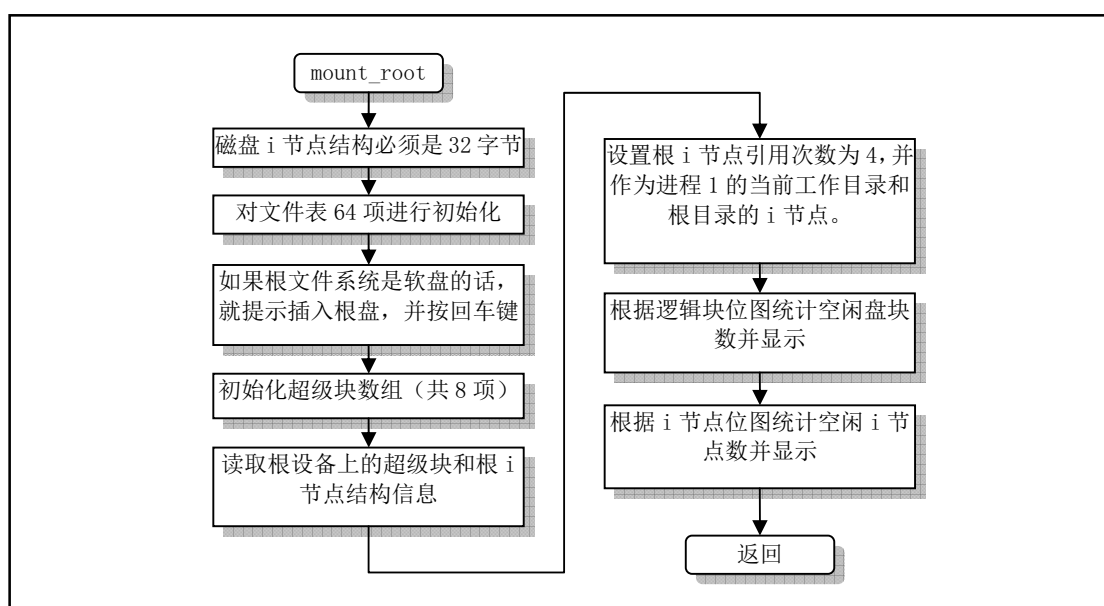 mount_root
磁盘 i 节点结构必须是 32 字节
对文件表 64 项进行初始化
如果根文件系统是软盘的话，
就提示插入根盘，并按回车键
初始化超级块数组（共 8 项）
读取根设备上的超级块和根 i
节点结构信息
设置根 i 节点引用次数为 4，并
作为进程 1 的当前工作目录和
根目录的 i 节点。
根据逻辑块位图统计空闲盘块
数并显示
根据 i 节点位图统计空闲 i 节
点数并显示
返回